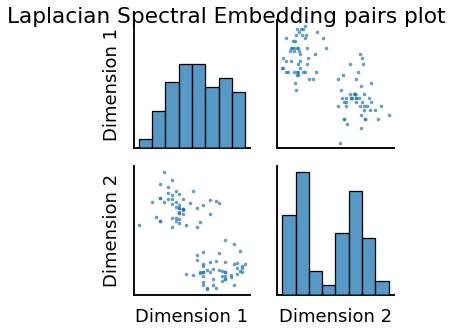 Laplacian Spectral Embedding pairs plot
Dimension 1
Dimension 2
Dimension 1
Dimension 2